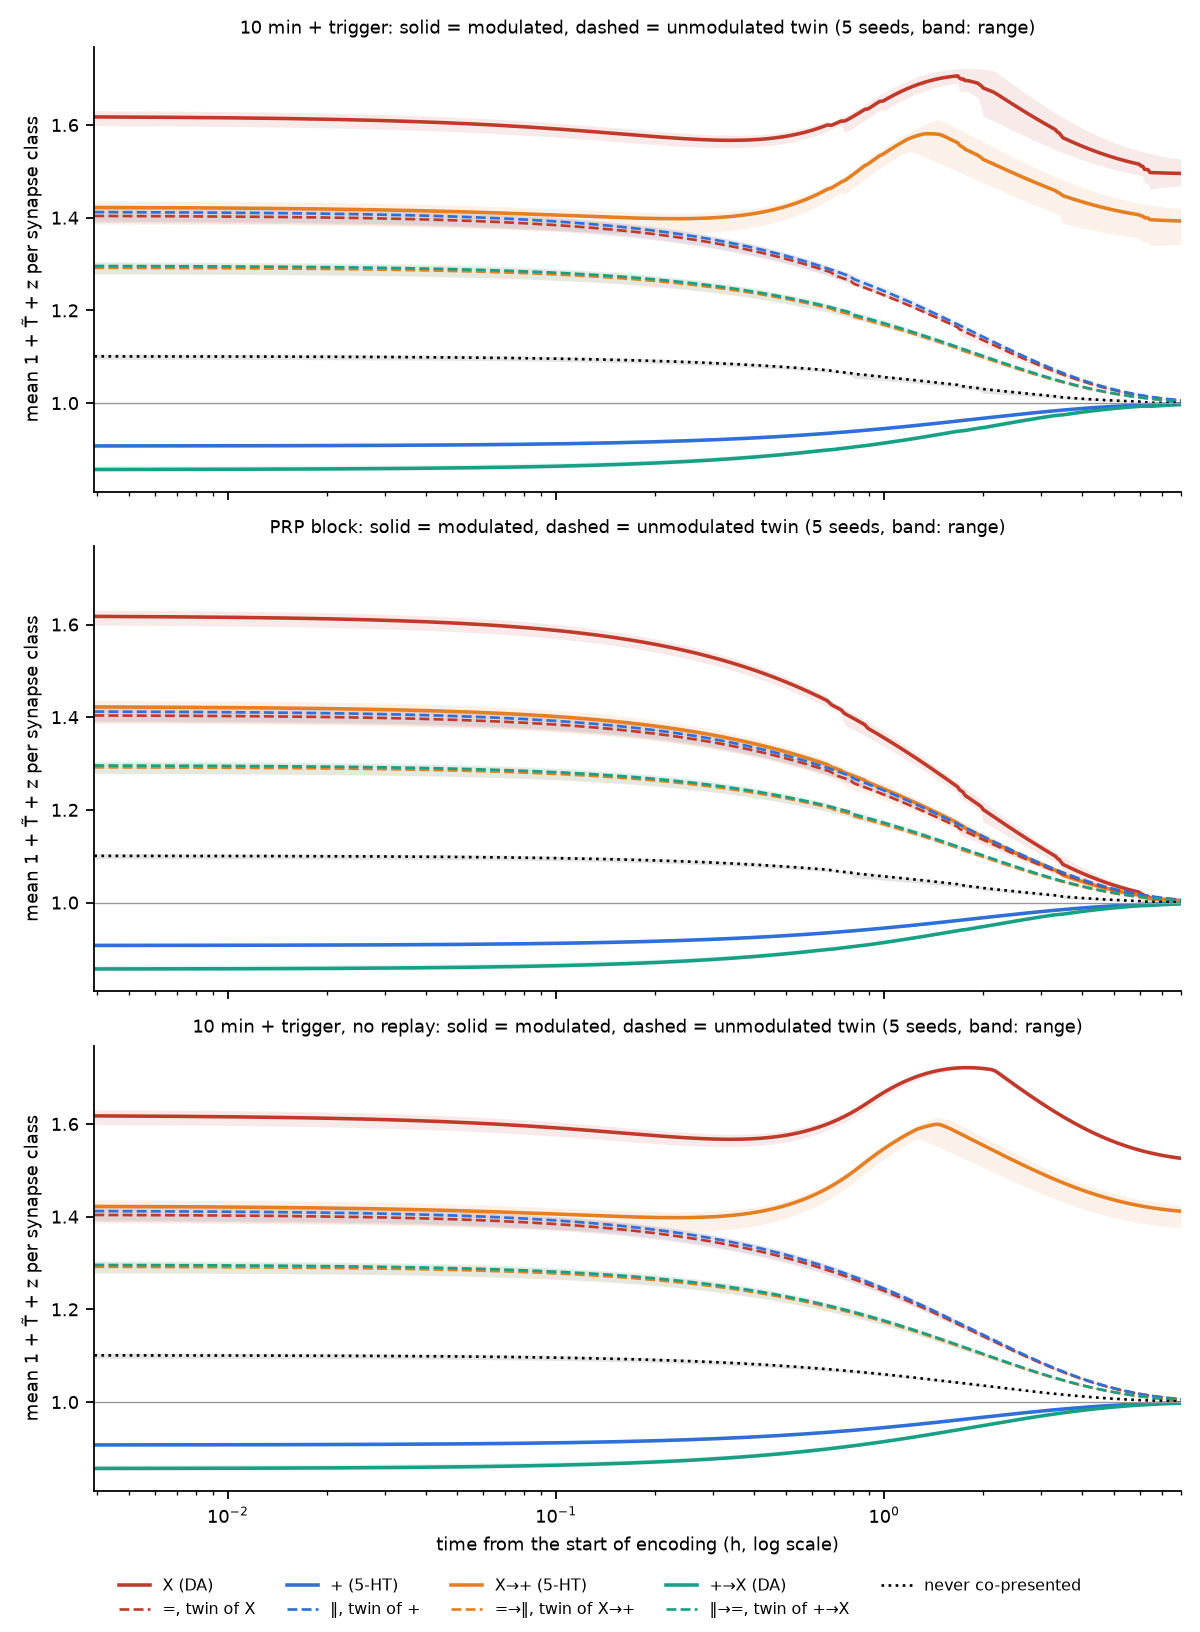 10 min + trigger: solid = modulated, dashed = unmodulated twin (5 seeds, band: range)
mean 1 + T̃ + z per synapse class
1.6
1.4
1.2
1.0
PRP block: solid = modulated, dashed = unmodulated twin (5 seeds, band: range)
mean 1 + T̃ + z per synapse class
1.6
1.4
1.2
1.0
10 min + trigger, no replay: solid = modulated, dashed = unmodulated twin (5 seeds, band: range)
mean 1 + T̃ + z per synapse class
1.6
1.4
1.2
1.0
10⁻² 10⁻¹ 10⁰
time from the start of encoding (h, log scale)
X (DA) + (5-HT) X→+ (5-HT) +→X (DA) never co-presented
=, twin of X ∥, twin of + =→∥, twin of X→+ ∥→=, twin of +→X